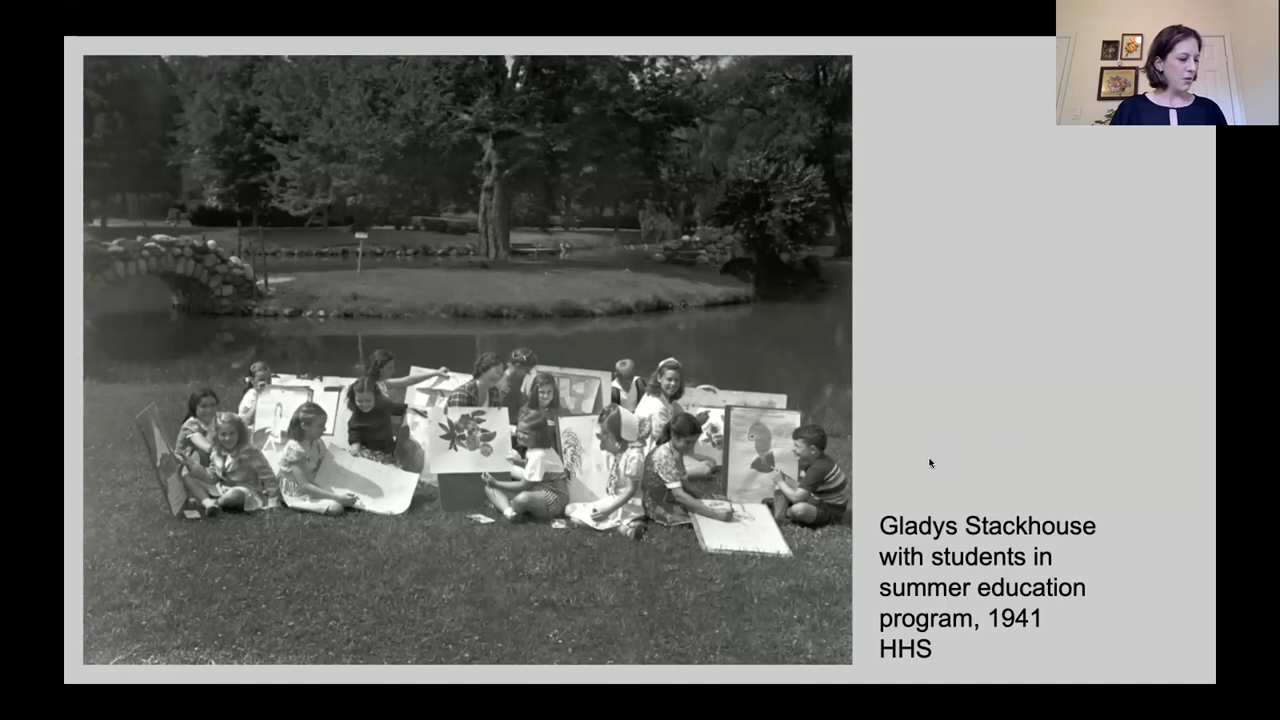 Gladys Stackhouse
with students in
summer education
program, 1941
HHS